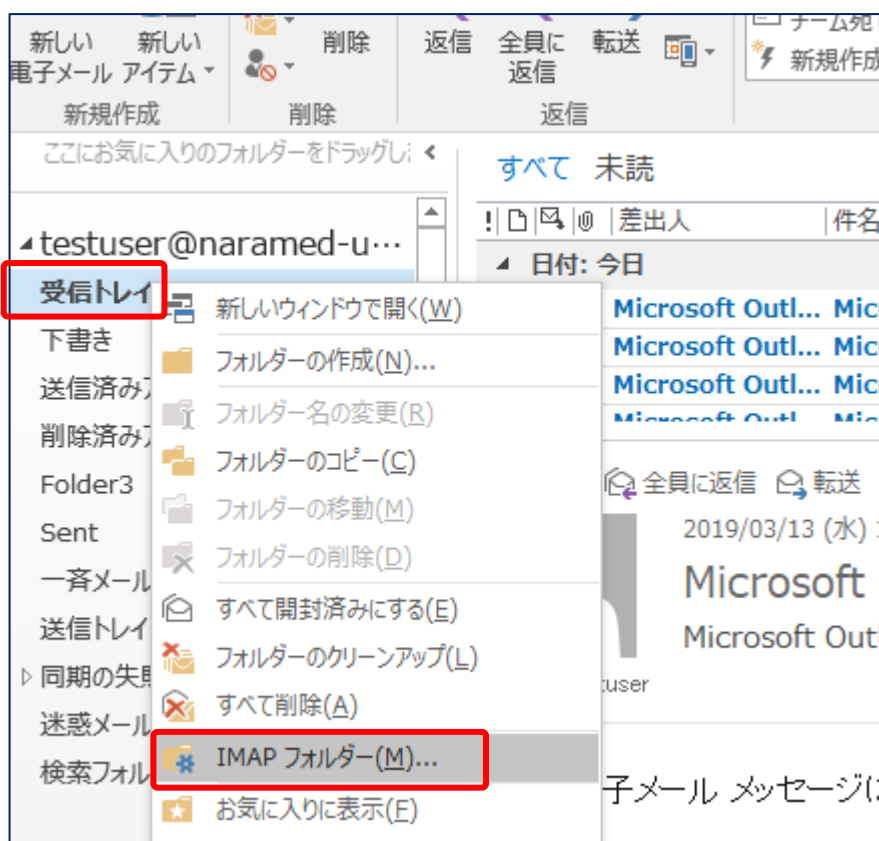 新しい 新しい 削除 返信 全員に 転送 チーム宛
電子メール アイテム 返信 新規作成
新規作成 削除 返信
ここにお気に入りのフォルダーをドラッグし
すべて 未読
! 差出人 件名
testuser@naramed-u…
日付: 今日
受信トレイ
新しいウィンドウで開く(W)
Microsoft Outl... Mic
下書き
フォルダーの作成(N)...
Microsoft Outl... Mic
送信済み
フォルダー名の変更(R)
Microsoft Outl... Mic
削除済み
フォルダーのコピー(C)
Microsoft Outl... Mic
Folder3
フォルダーの移動(M)
全員に返信 転送
Sent
フォルダーの削除(D)
2019/03/13 (水)
一斉メール
すべて開封済みにする(E)
Microsoft
送信トレイ
フォルダーのクリーンアップ(L)
Microsoft Outl
同期の失
すべて削除(A)
tuser
迷惑メール
IMAP フォルダー(M)...
検索フォル
お気に入りに表示(F)
子メール メッセージ(